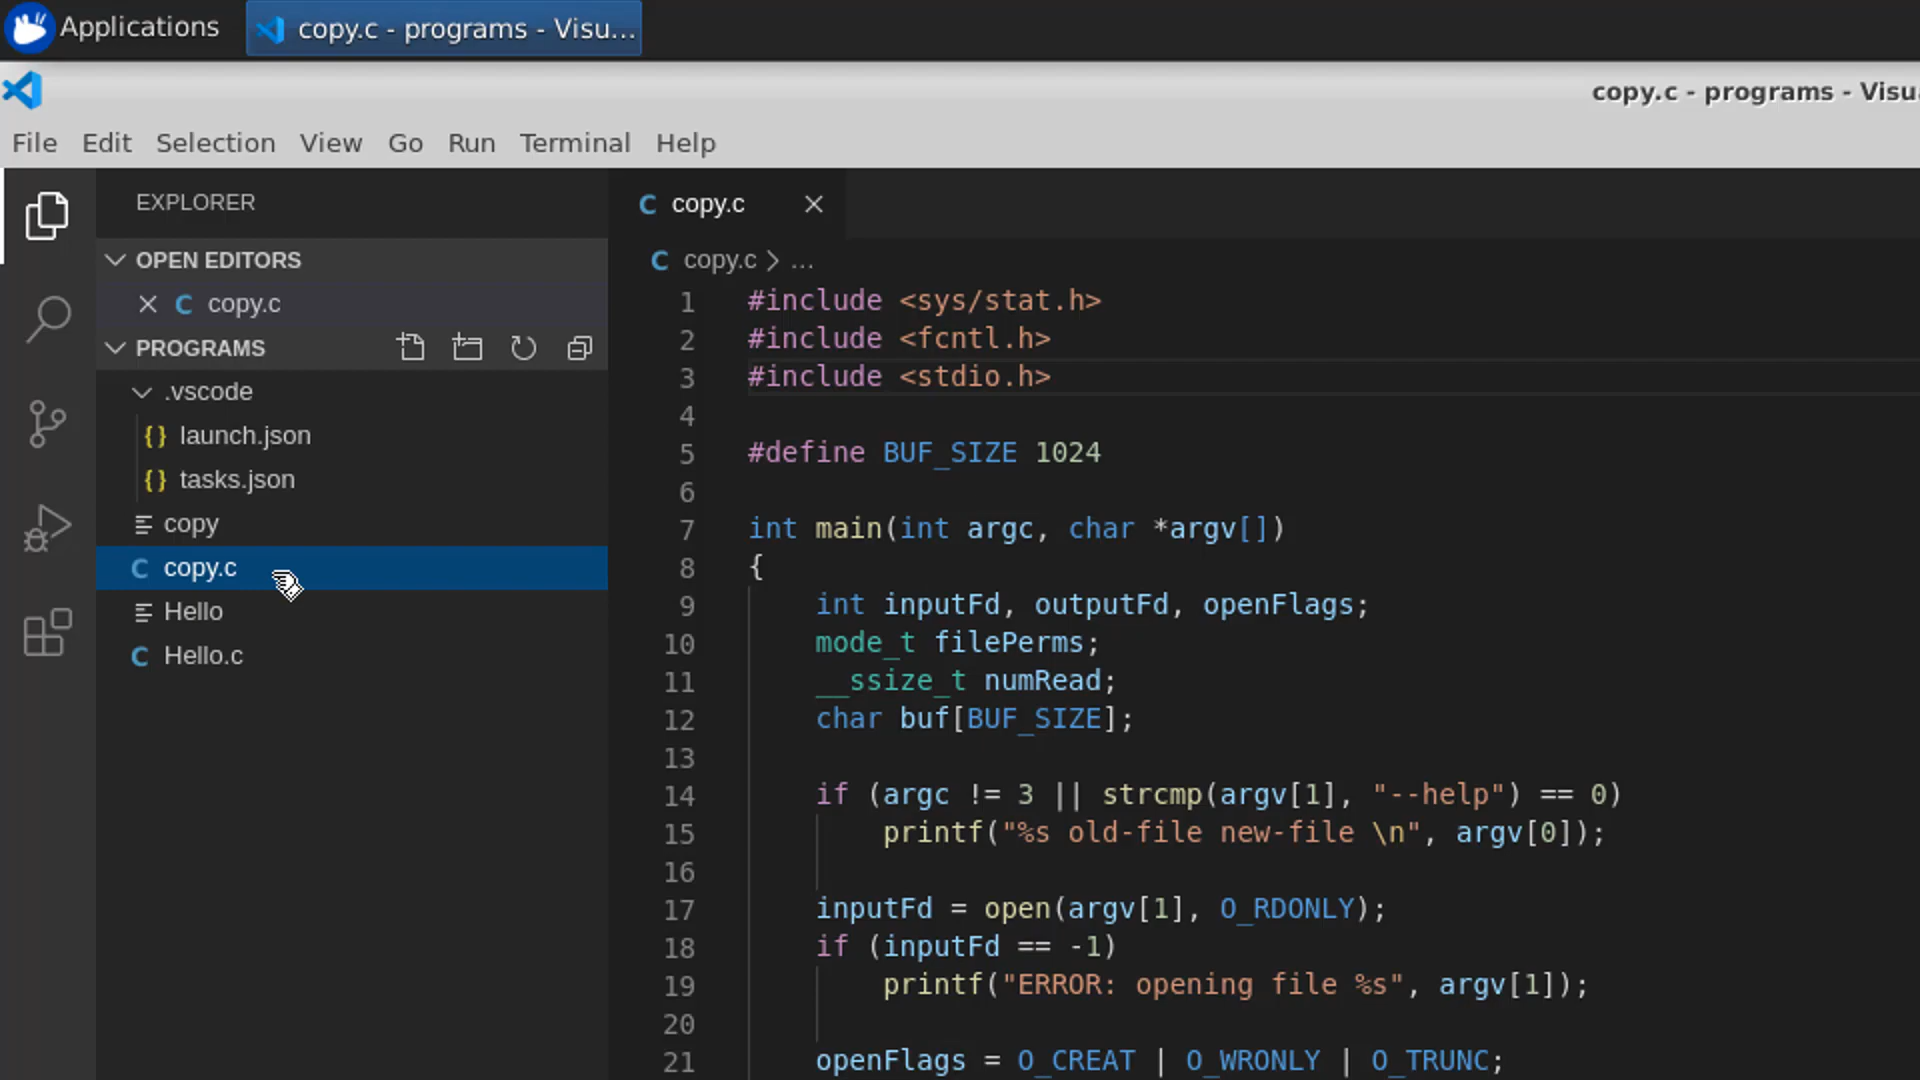 Applications
copy.c - programs - Visu...
copy.c - programs - Visu
File Edit Selection View Go Run Terminal Help
EXPLORER
OPEN EDITORS
copy.c
PROGRAMS
.vscode
launch.json
tasks.json
copy
copy.c
Hello
Hello.c
copy.c
copy.c > ...
1 #include <sys/stat.h>
2 #include <fcntl.h>
3 #include <stdio.h>
4
5 #define BUF_SIZE 1024
6
7 int main(int argc, char *argv[])
8 {
9 int inputFd, outputFd, openFlags;
10 mode_t filePerms;
11 __ssize_t numRead;
12 char buf[BUF_SIZE];
13
14 if (argc != 3 || strcmp(argv[1], "--help") == 0)
15 printf("%s old-file new-file \n", argv[0]);
16
17 inputFd = open(argv[1], O_RDONLY);
18 if (inputFd == -1)
19 printf("ERROR: opening file %s", argv[1]);
20
21 openFlags = O_CREAT | O_WRONLY | O_TRUNC;